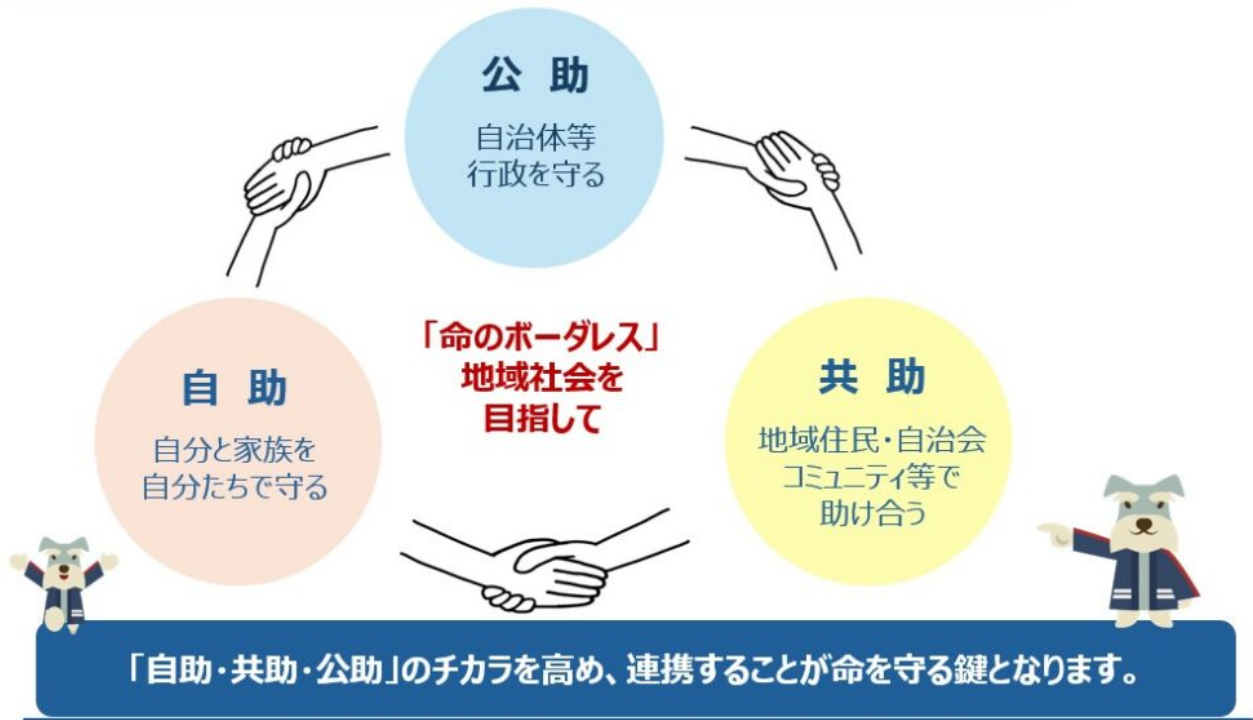 公 助
自治体等
行政を守る
「命のボーダレス」
地域社会を
目指して
自 助
自分と家族を
自分たちで守る
共 助
地域住民・自治会
コミュニティ等で
助け合う
「自助・共助・公助」のチカラを高め、連携することが命を守る鍵となります。